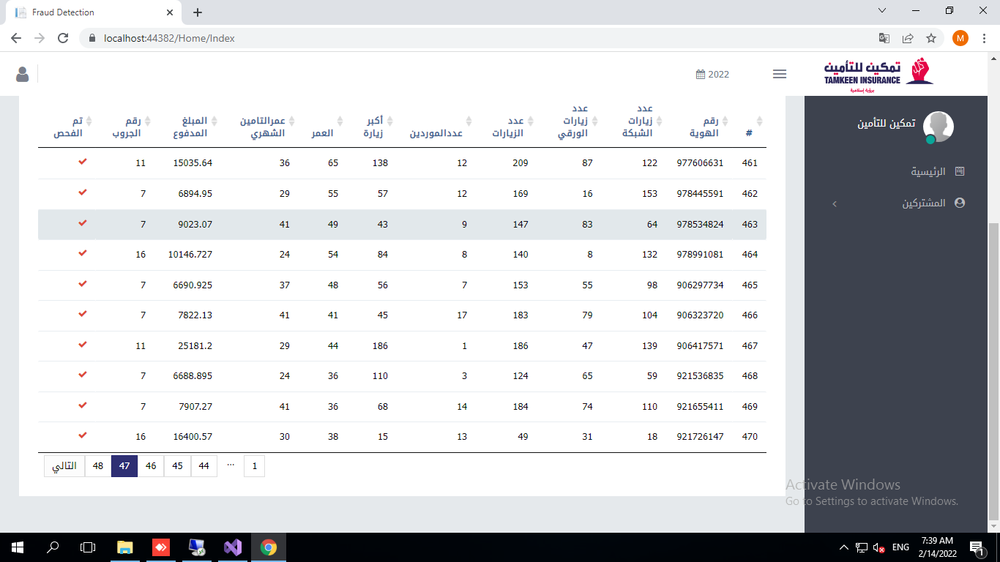 Fraud Detection
localhost:44382/Home/Index
M
2022
تمكين للتأمين
TAMKEEN INSURANCE
برؤية إسلامية
تمكين للتأمين
الرئيسية
المشتركين
# رقم الهوية عدد زيارات الشبكة عدد زيارات الورقي عدد الزيارات عددالموردين أكبر زيارة العمر عمرالتامين الشهري المبلغ المدفوع رقم الجروب تم الفحص
461 977606631 122 87 209 12 138 65 36 15035.64 11
462 978445591 153 16 169 12 57 55 29 6894.95 7
463 978534824 64 83 147 9 43 49 41 9023.07 7
464 978991081 132 8 140 8 84 54 24 10146.727 16
465 906297734 98 55 153 7 56 48 37 6690.925 7
466 906323720 104 79 183 17 45 41 41 7822.13 7
467 906417571 139 47 186 1 186 44 29 25181.2 11
468 921536835 59 65 124 3 110 36 24 6688.895 7
469 921655411 110 74 184 14 68 36 41 7907.27 7
470 921726147 18 31 49 13 15 38 30 16400.57 16
1 ... 44 45 46 47 48 التالي
Activate Windows
Go to Settings to activate Windows.
ENG
7:39 AM
2/14/2022
1